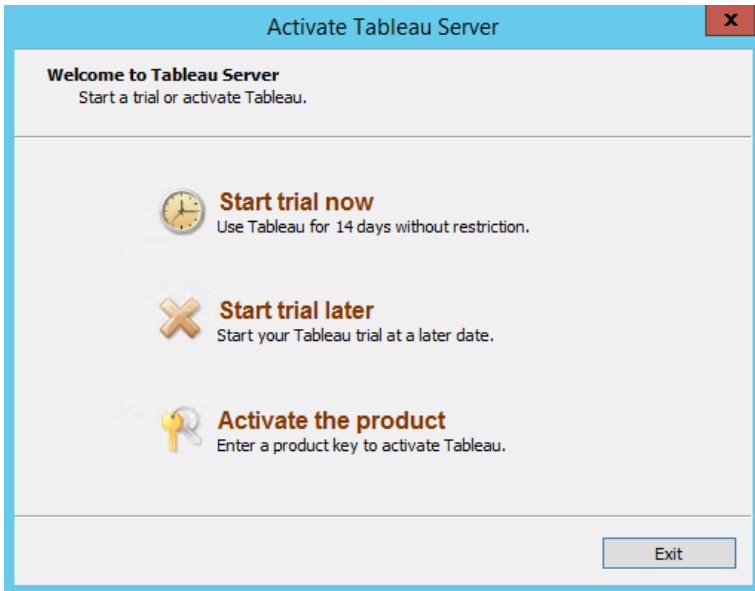 Activate Tableau Server
x
Welcome to Tableau Server
Start a trial or activate Tableau.
Start trial now
Use Tableau for 14 days without restriction.
Start trial later
Start your Tableau trial at a later date.
Activate the product
Enter a product key to activate Tableau.
Exit